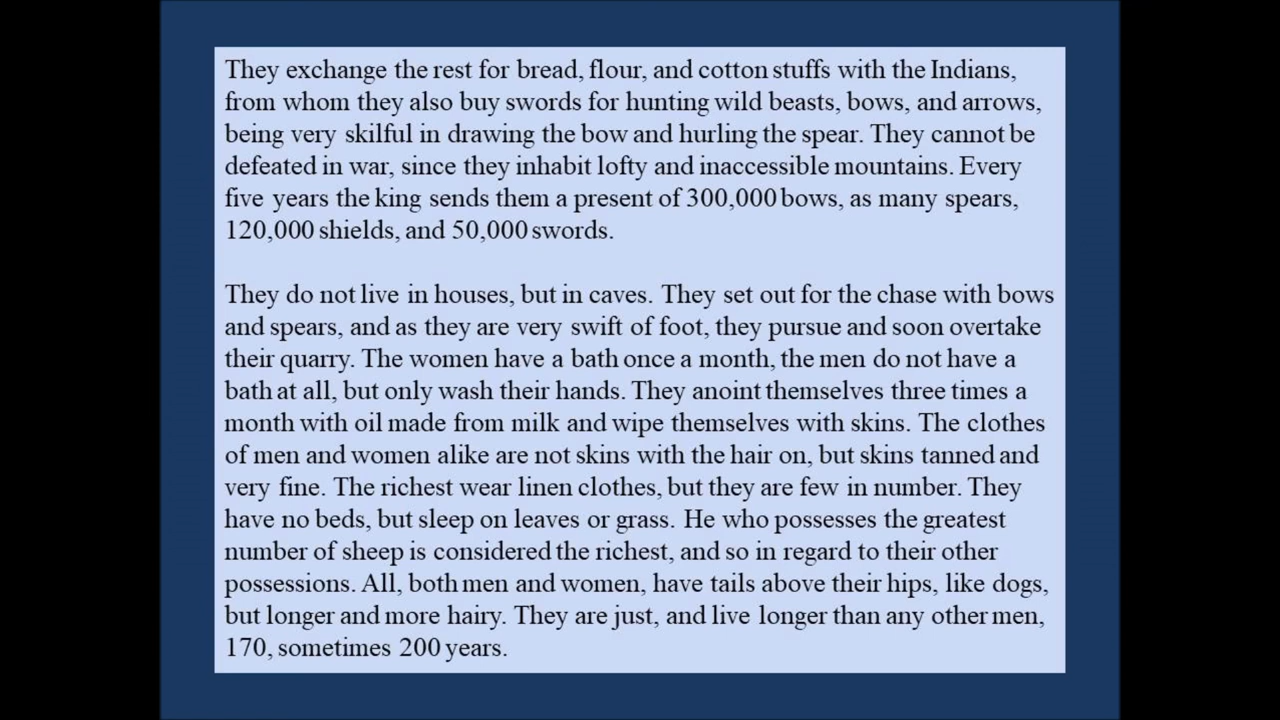 They exchange the rest for bread, flour, and cotton stuffs with the Indians,
from whom they also buy swords for hunting wild beasts, bows, and arrows,
being very skilful in drawing the bow and hurling the spear. They cannot be
defeated in war, since they inhabit lofty and inaccessible mountains. Every
five years the king sends them a present of 300,000 bows, as many spears,
120,000 shields, and 50,000 swords.
They do not live in houses, but in caves. They set out for the chase with bows
and spears, and as they are very swift of foot, they pursue and soon overtake
their quarry. The women have a bath once a month, the men do not have a
bath at all, but only wash their hands. They anoint themselves three times a
month with oil made from milk and wipe themselves with skins. The clothes
of men and women alike are not skins with the hair on, but skins tanned and
very fine. The richest wear linen clothes, but they are few in number. They
have no beds, but sleep on leaves or grass. He who possesses the greatest
number of sheep is considered the richest, and so in regard to their other
possessions. All, both men and women, have tails above their hips, like dogs,
but longer and more hairy. They are just, and live longer than any other men,
170, sometimes 200 years.